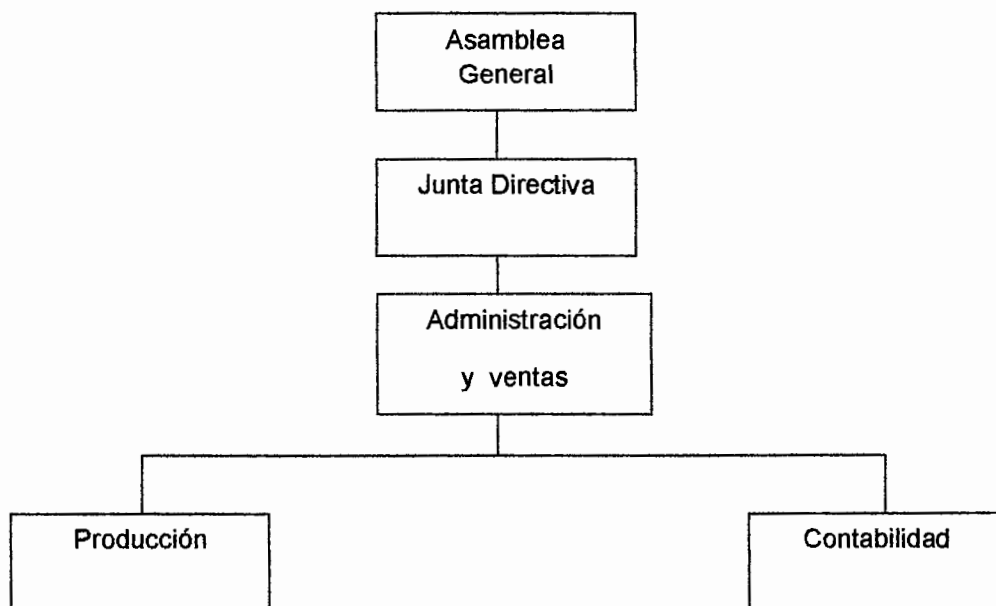 Asamblea
General
Junta Directiva
Administración
y ventas
Producción
Contabilidad